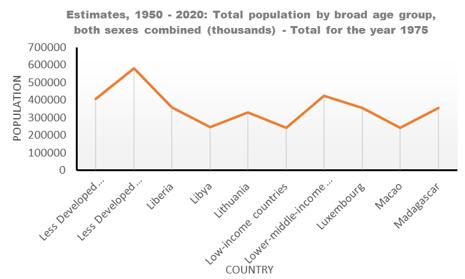 Estimates, 1950 - 2020: Total population by broad age group,
both sexes combined (thousands) - Total for the year 1975
700000
600000
500000
400000
300000
200000
100000
0
POPULATION
Less Developed...
Less Developed...
Liberia
Libya
Lithuania
Low-income countries
Lower-middle-income...
Luxembourg
Macao
Madagascar
COUNTRY